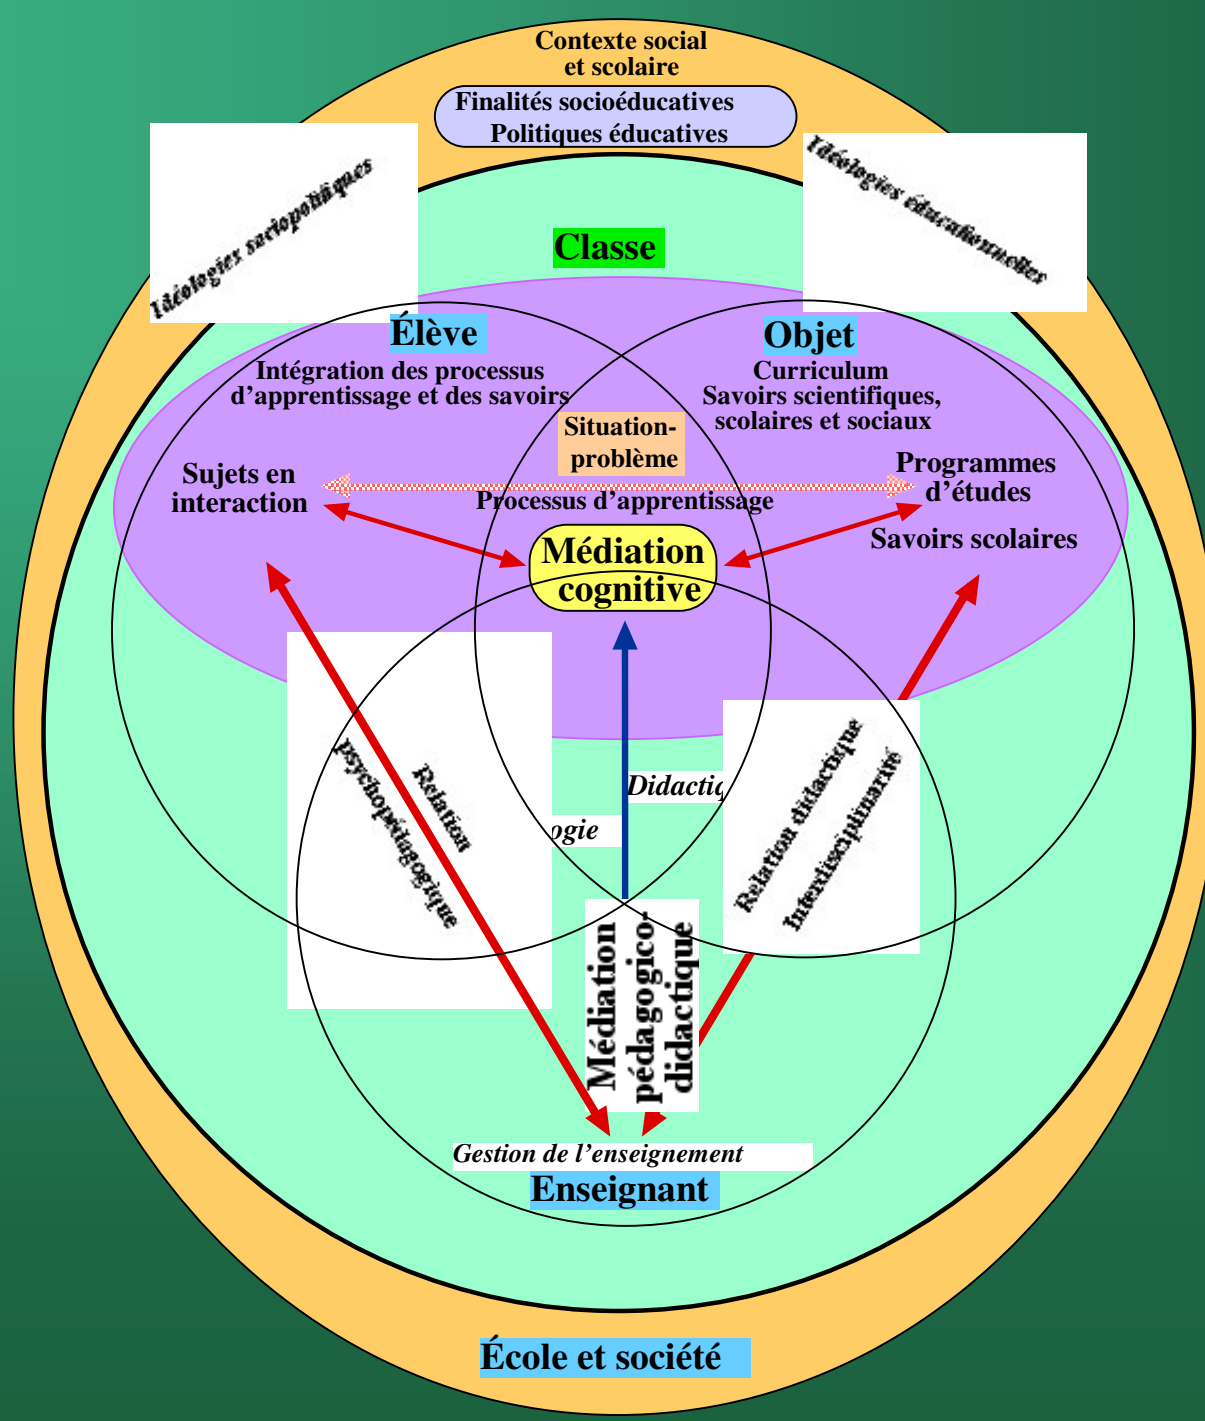 Contexte social
et scolaire
Finalités socioéducatives
Politiques éducatives
Idéologies sociopolitiques
Idéologies éducationnelles
Classe
Élève
Objet
Intégration des processus
d’apprentissage et des savoirs
Curriculum
Savoirs scientifiques,
scolaires et sociaux
Situation-
problème
Sujets en
interaction
Programmes
d’études
Processus d’apprentissage
Savoirs scolaires
Médiation
cognitive
Relation
psychopédagogique
ogie
Relation didactique
Interdisciplinarité
Médiation
pédagogico-
didactique
Gestion de l’enseignement
Enseignant
École et société